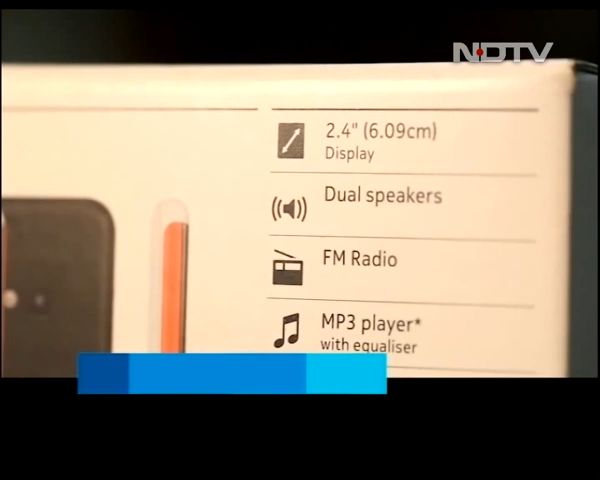 NDTV
2.4" (6.09cm)
Display
Dual speakers
FM Radio
MP3 player*
with equaliser